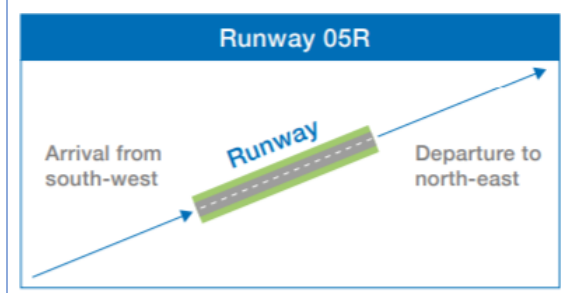 Runway 05R
Runway
Arrival from
south-west
Departure to
north-east